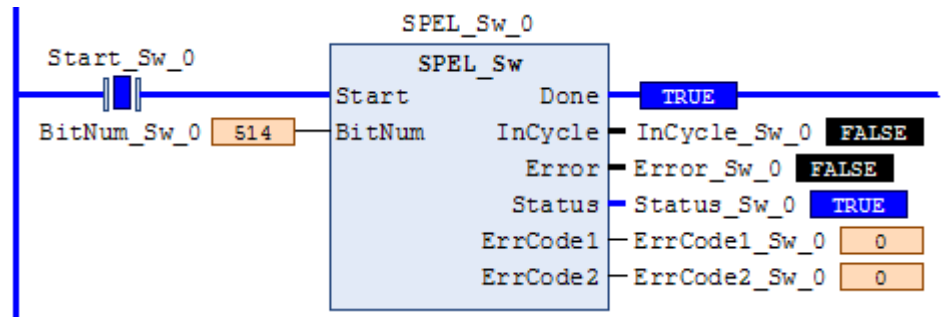 SPEL_Sw_0
Start_Sw_0
SPEL_Sw
Start Done TRUE
BitNum_Sw_0 514 BitNum InCycle InCycle_Sw_0 FALSE
Error Error_Sw_0 FALSE
Status Status_Sw_0 TRUE
ErrCode1 ErrCode1_Sw_0 0
ErrCode2 ErrCode2_Sw_0 0